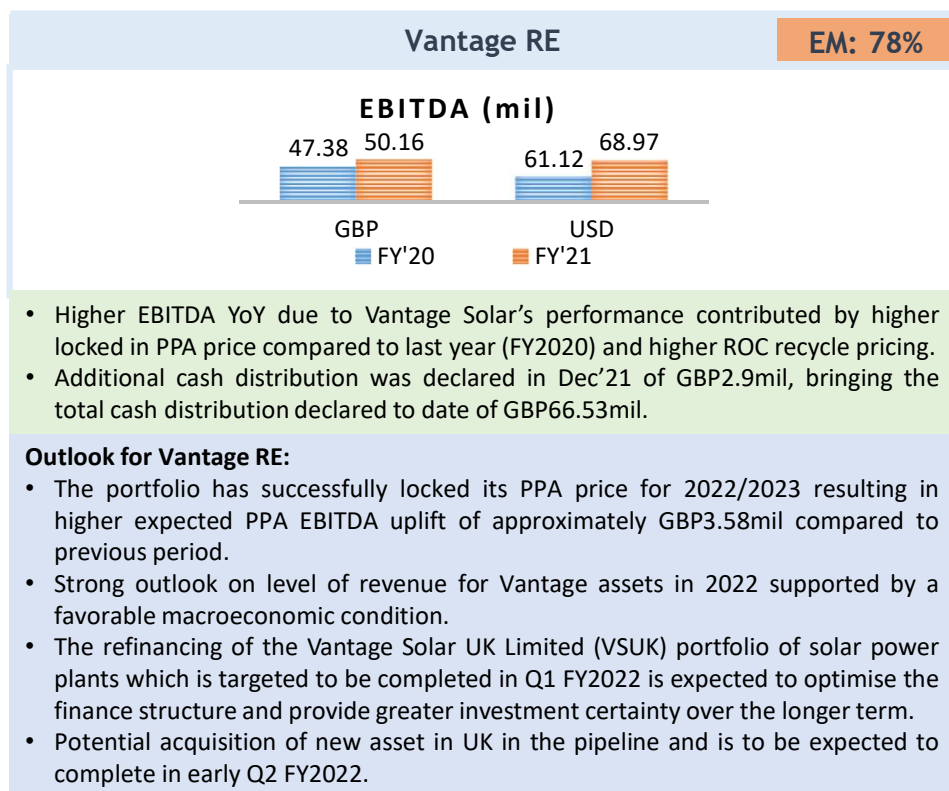 Vantage RE
EM: 78%
EBITDA (mil)
47.38 50.16 61.12 68.97
GBP USD
FY'20 FY'21
• Higher EBITDA YoY due to Vantage Solar’s performance contributed by higher
locked in PPA price compared to last year (FY2020) and higher ROC recycle pricing.
• Additional cash distribution was declared in Dec’21 of GBP2.9mil, bringing the
total cash distribution declared to date of GBP66.53mil.
Outlook for Vantage RE:
• The portfolio has successfully locked its PPA price for 2022/2023 resulting in
higher expected PPA EBITDA uplift of approximately GBP3.58mil compared to
previous period.
• Strong outlook on level of revenue for Vantage assets in 2022 supported by a
favorable macroeconomic condition.
• The refinancing of the Vantage Solar UK Limited (VSUK) portfolio of solar power
plants which is targeted to be completed in Q1 FY2022 is expected to optimise the
finance structure and provide greater investment certainty over the longer term.
• Potential acquisition of new asset in UK in the pipeline and is to be expected to
complete in early Q2 FY2022.